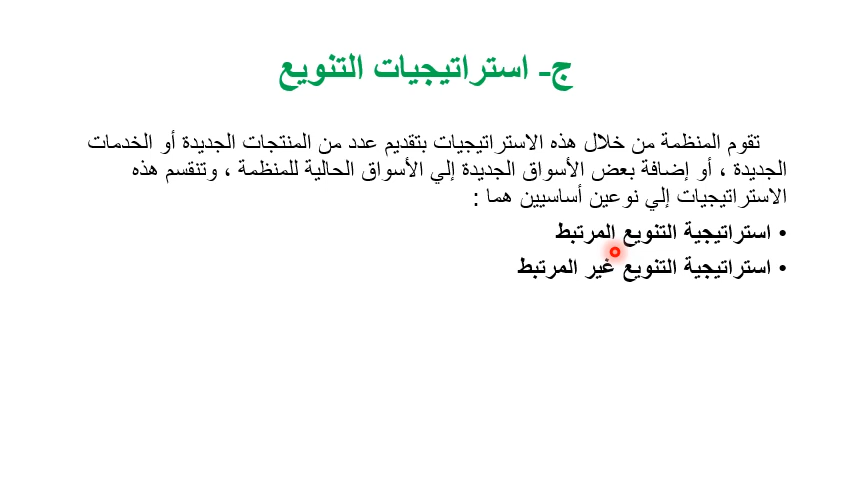 ج- استراتيجيات التنويع
تقوم المنظمة من خلال هذه الاستراتيجيات بتقديم عدد من المنتجات الجديدة أو الخدمات
الجديدة ، أو إضافة بعض الأسواق الجديدة إلي الأسواق الحالية للمنظمة ، وتنقسم هذه
الاستراتيجيات إلي نوعين أساسيين هما :
• استراتيجية التنويع المرتبط
• استراتيجية التنويع غير المرتبط